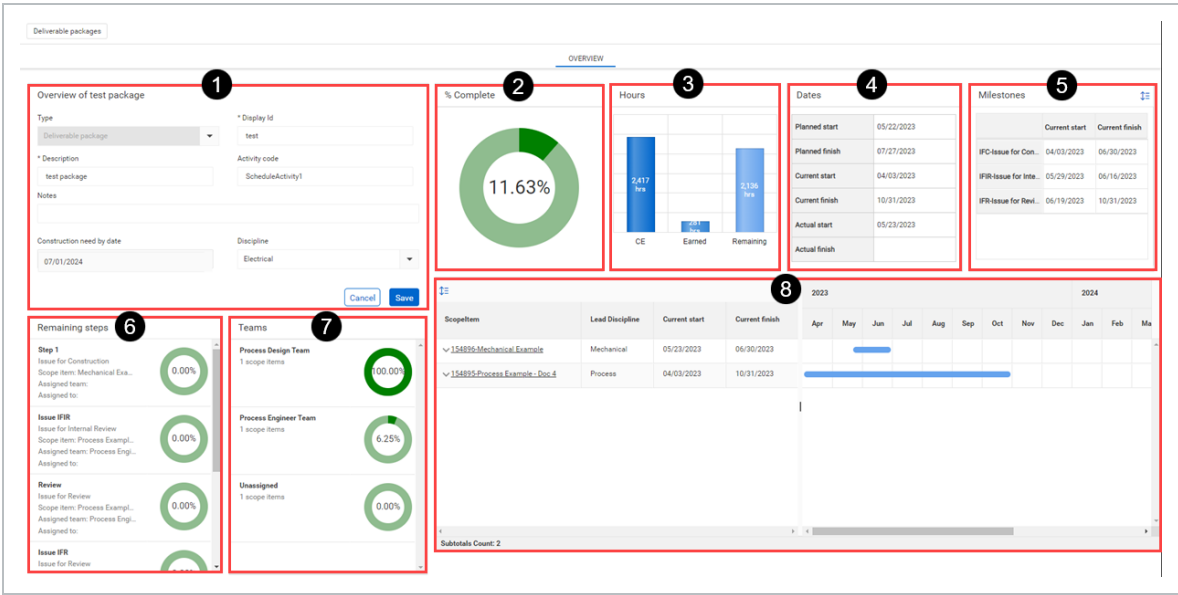 Deliverable packages
OVERVIEW
1
Overview of test package
Type
Deliverable package
* Display Id
test
* Description
test package
Activity code
ScheduleActivity1
Notes
Construction need by date
07/01/2024
Discipline
Electrical
Cancel
Save
2
% Complete
11.63%
3
Hours
2,417
hrs
281
hrs
2,136
hrs
CE Earned Remaining
4
Dates
Planned start 05/22/2023
Planned finish 07/27/2023
Current start 04/03/2023
Current finish 10/31/2023
Actual start 05/23/2023
Actual finish
5
Milestones
Current start Current finish
IFC-Issue for Con... 04/03/2023 06/30/2023
IFIR-Issue for Inte... 05/29/2023 06/16/2023
IFR-Issue for Revi... 06/19/2023 10/31/2023
6
Remaining steps
Step 1
Issue for Construction
Scope item: Mechanical Exa...
Assigned team:
Assigned to:
0.00%
Issue IFIR
Issue for Internal Review
Scope item: Process Exampl...
Assigned team: Process Engi...
Assigned to:
0.00%
Review
Issue for Review
Scope item: Process Exampl...
Assigned team: Process Engi...
Assigned to:
0.00%
Issue IFR
Issue for Review
7
Teams
Process Design Team
1 scope items
100.00%
Process Engineer Team
1 scope items
6.25%
Unassigned
1 scope items
0.00%
8
ScopeItem Lead Discipline Current start Current finish
154896-Mechanical Example Mechanical 05/23/2023 06/30/2023
154895-Process Example - Doc 4 Process 04/03/2023 10/31/2023
2023 2024
Apr May Jun Jul Aug Sep Oct Nov Dec Jan Feb Ma
Subtotals Count: 2